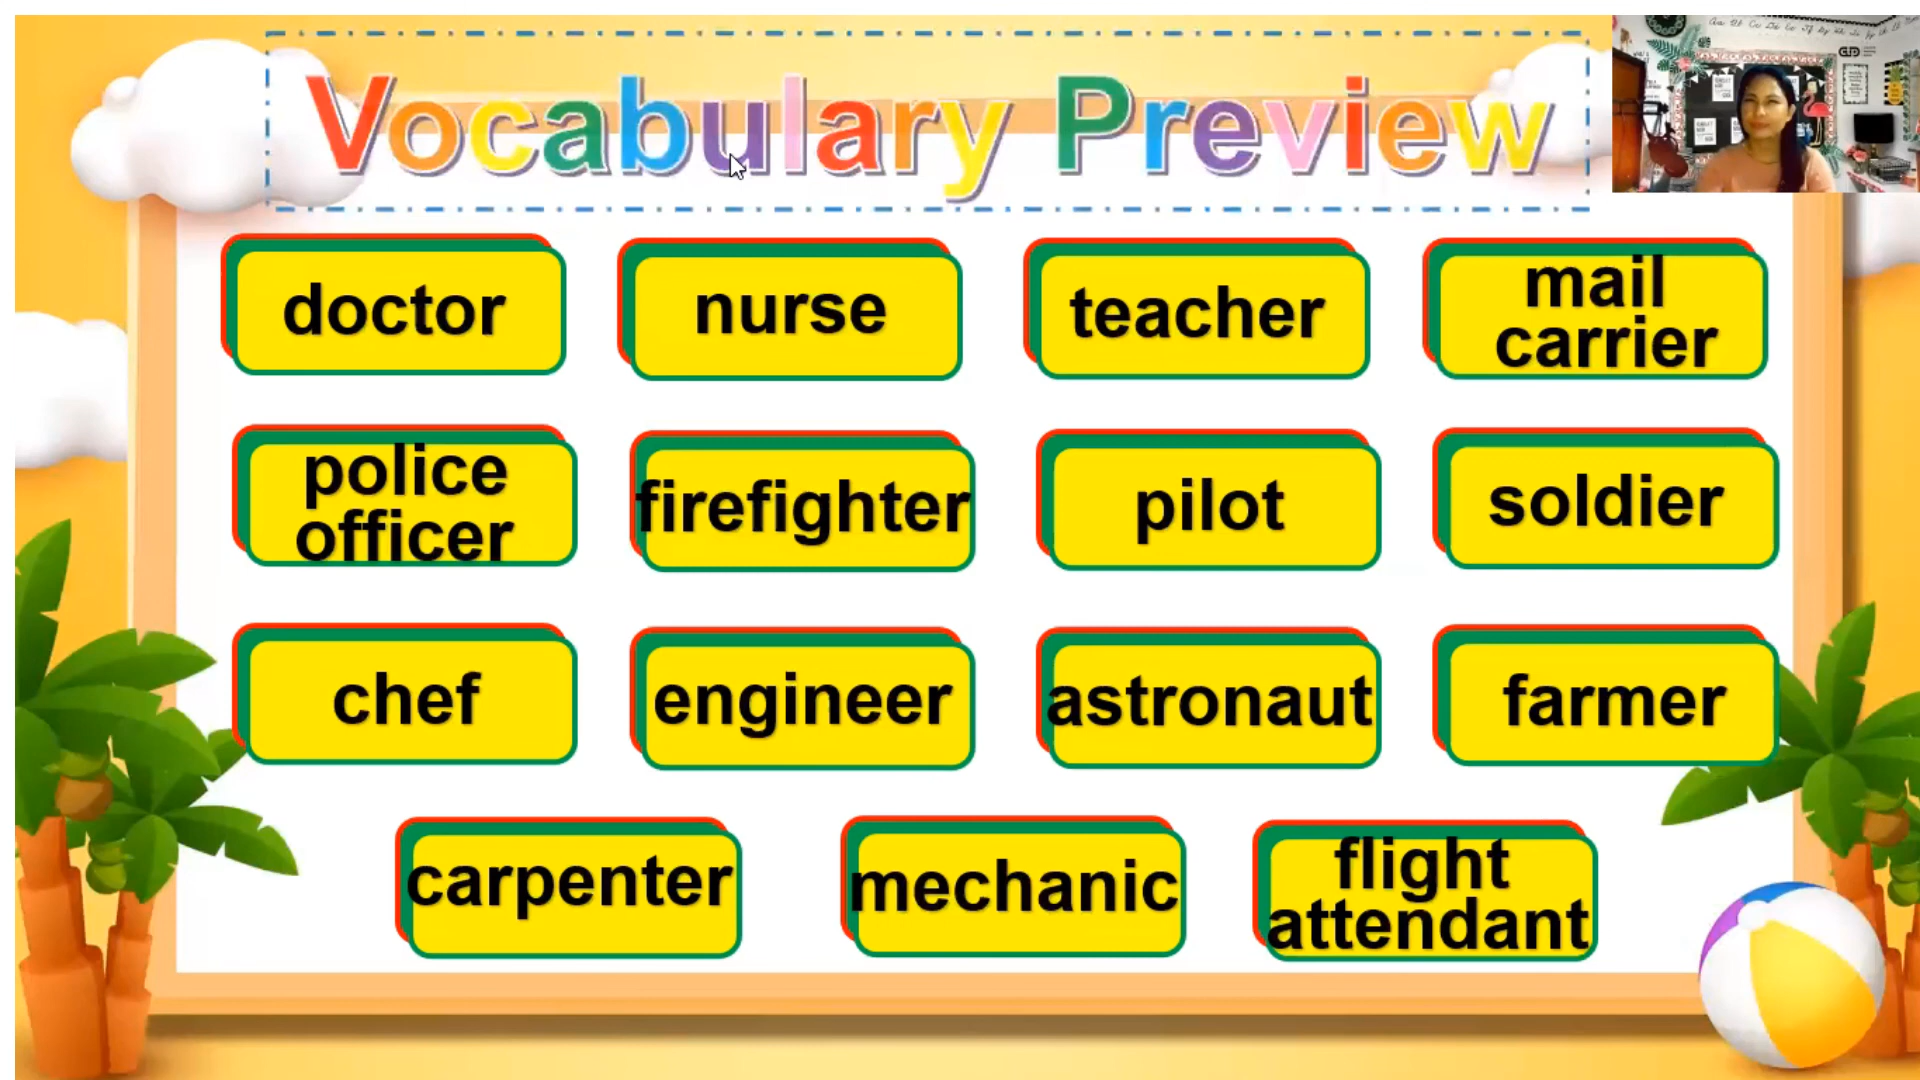 Vocabulary Preview
doctor
nurse
teacher
mail
carrier
police
officer
firefighter
pilot
soldier
chef
engineer
astronaut
farmer
carpenter
mechanic
flight
attendant